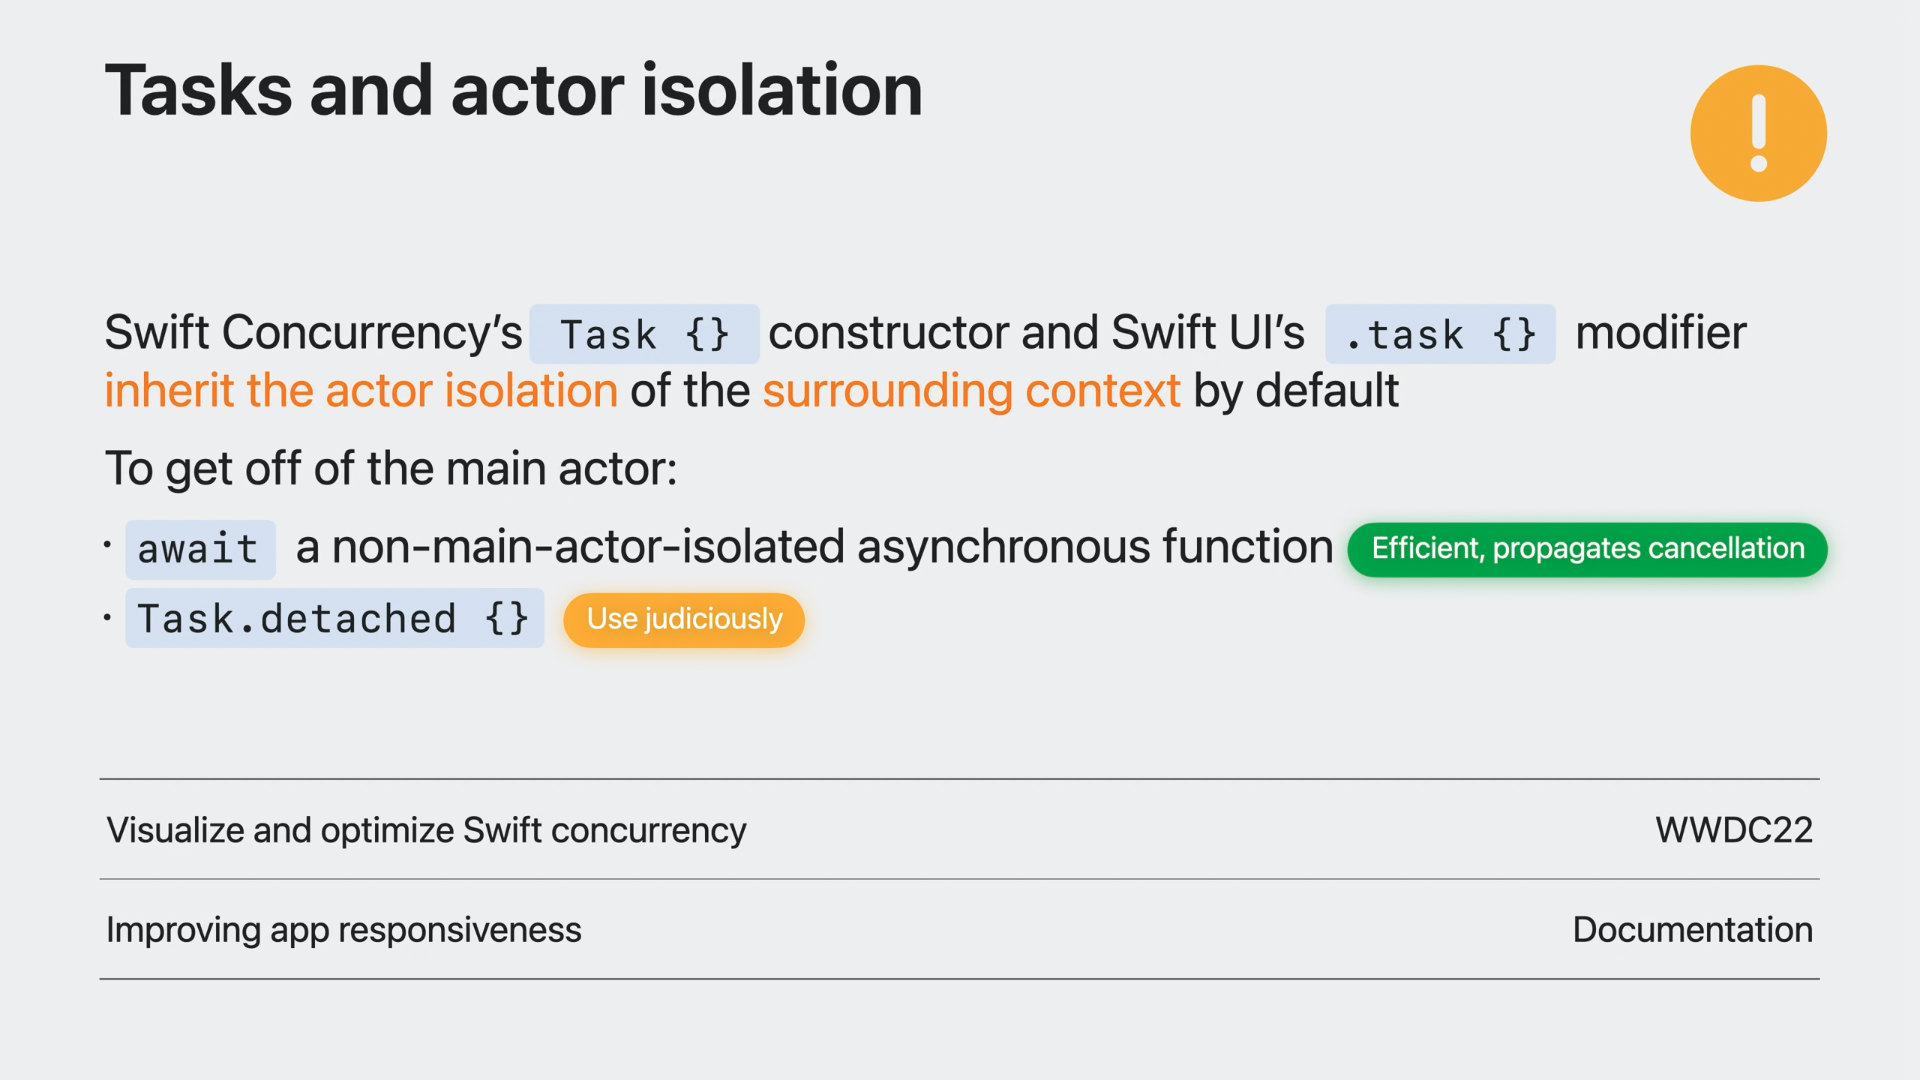 Tasks and actor isolation
Swift Concurrency’s Task {} constructor and Swift UI’s .task {} modifier
inherit the actor isolation of the surrounding context by default
To get off of the main actor:
· await a non-main-actor-isolated asynchronous function Efficient, propagates cancellation
· Task.detached {} Use judiciously
Visualize and optimize Swift concurrency WWDC22
Improving app responsiveness Documentation